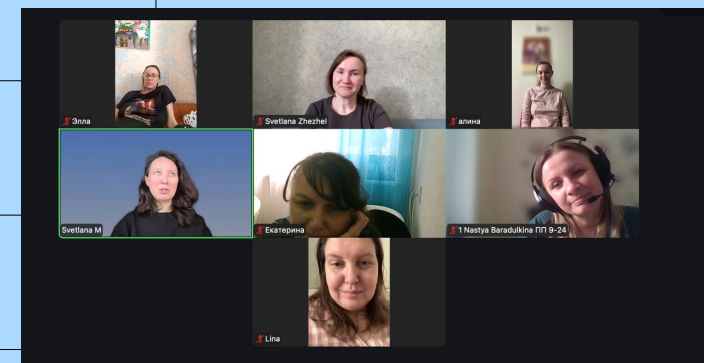 Элла
Svetlana Zhezhel
алина
Svetlana M
Екатерина
1 Nastya Baradulkina ПП 9-24
Lina